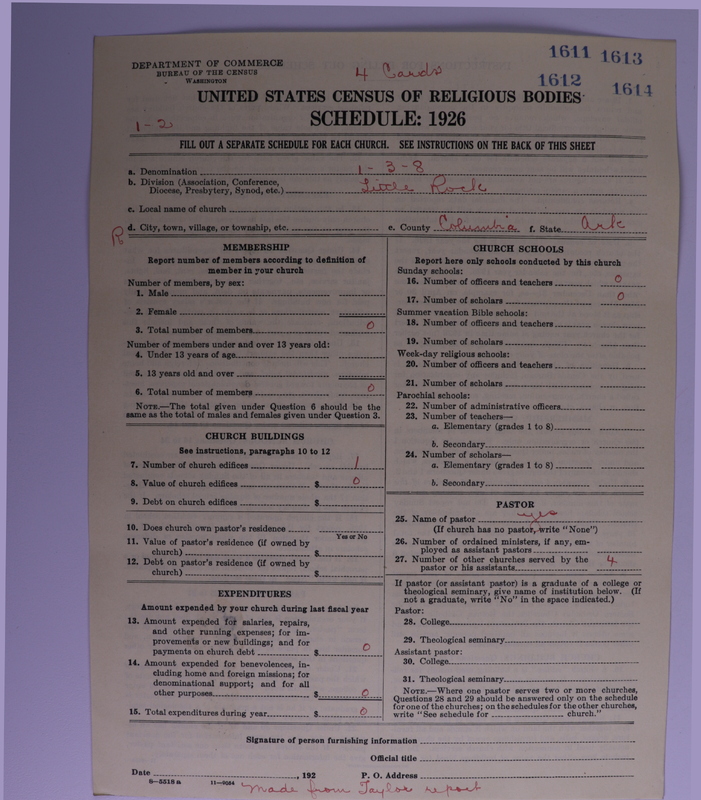 DEPARTMENT OF COMMERCE
BUREAU OF THE CENSUS
WASHINGTON
4 Cards
1611 1613
1612 1614
UNITED STATES CENSUS OF RELIGIOUS BODIES
1-2
SCHEDULE: 1926
FILL OUT A SEPARATE SCHEDULE FOR EACH CHURCH. SEE INSTRUCTIONS ON THE BACK OF THIS SHEET
a. Denomination 1-3-8
b. Division (Association, Conference,
Diocese, Presbytery, Synod, etc.) Little Rock
c. Local name of church
R
d. City, town, village, or township, etc. e. County Columbia f. State Ark
MEMBERSHIP
Report number of members according to definition of
member in your church
Number of members, by sex:
1. Male
2. Female
3. Total number of members 0
Number of members under and over 13 years old:
4. Under 13 years of age
5. 13 years old and over
6. Total number of members 0
NOTE.—The total given under Question 6 should be the
same as the total of males and females given under Question 3.
CHURCH BUILDINGS
See instructions, paragraphs 10 to 12
7. Number of church edifices 1
8. Value of church edifices $ 0
9. Debt on church edifices $
10. Does church own pastor's residence
Yes or No
11. Value of pastor's residence (if owned by
church) $
12. Debt on pastor's residence (if owned by
church) $
EXPENDITURES
Amount expended by your church during last fiscal year
13. Amount expended for salaries, repairs,
and other running expenses; for im-
provements or new buildings; and for
payments on church debt $ 0
14. Amount expended for benevolences, in-
cluding home and foreign missions; for
denominational support; and for all
other purposes $ 0
15. Total expenditures during year $ 0
CHURCH SCHOOLS
Report here only schools conducted by this church
Sunday schools:
16. Number of officers and teachers 0
17. Number of scholars 0
Summer vacation Bible schools:
18. Number of officers and teachers
19. Number of scholars
Week-day religious schools:
20. Number of officers and teachers
21. Number of scholars
Parochial schools:
22. Number of administrative officers
23. Number of teachers—
a. Elementary (grades 1 to 8)
b. Secondary
24. Number of scholars—
a. Elementary (grades 1 to 8)
b. Secondary
PASTOR
25. Name of pastor yes
(If church has no pastor, write "None")
26. Number of ordained ministers, if any, em-
ployed as assistant pastors
27. Number of other churches served by the
pastor or his assistants 4
If pastor (or assistant pastor) is a graduate of a college or
theological seminary, give name of institution below. (If
not a graduate, write "No" in the space indicated.)
Pastor:
28. College
29. Theological seminary
Assistant pastor:
30. College
31. Theological seminary
NOTE.—Where one pastor serves two or more churches,
Questions 28 and 29 should be answered only on the schedule
for one of the churches; on the schedules for the other churches,
write "See schedule for church."
Signature of person furnishing information
Official title
Date , 192 P. O. Address
8—5518 a 11—9584 Made from Taylor report